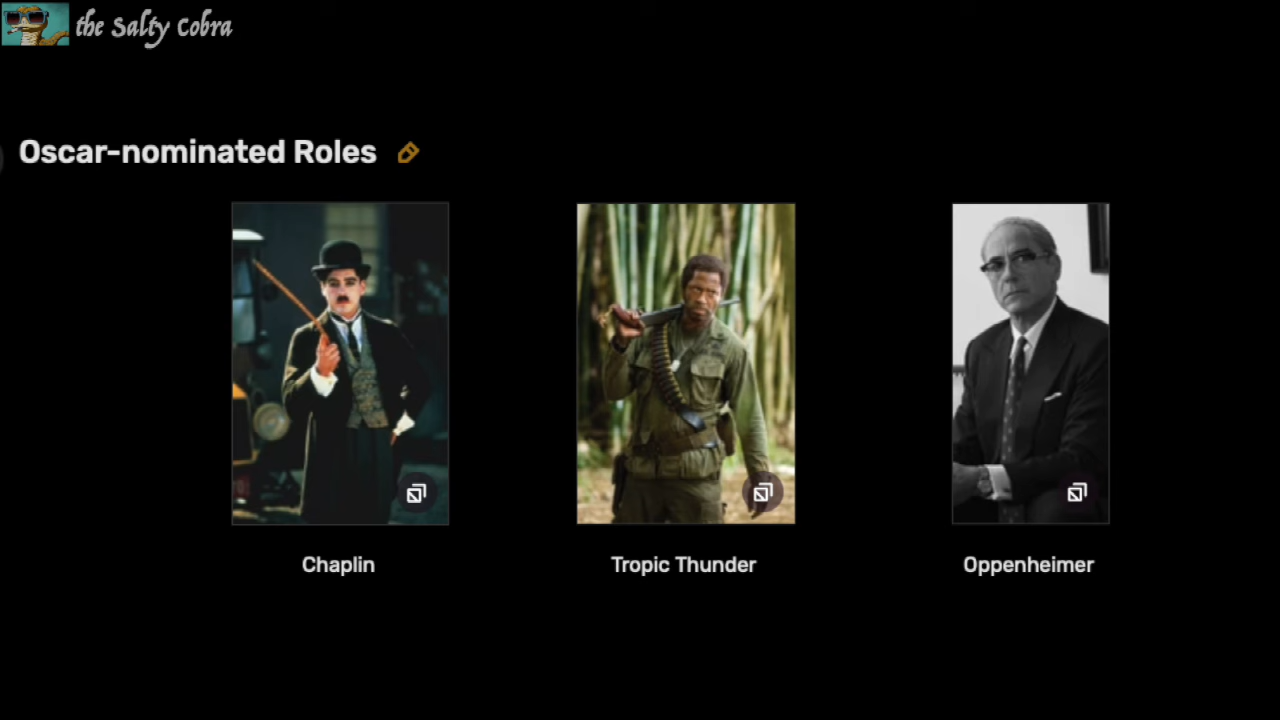 the Salty Cobra
Oscar-nominated Roles
Chaplin
Tropic Thunder
Oppenheimer